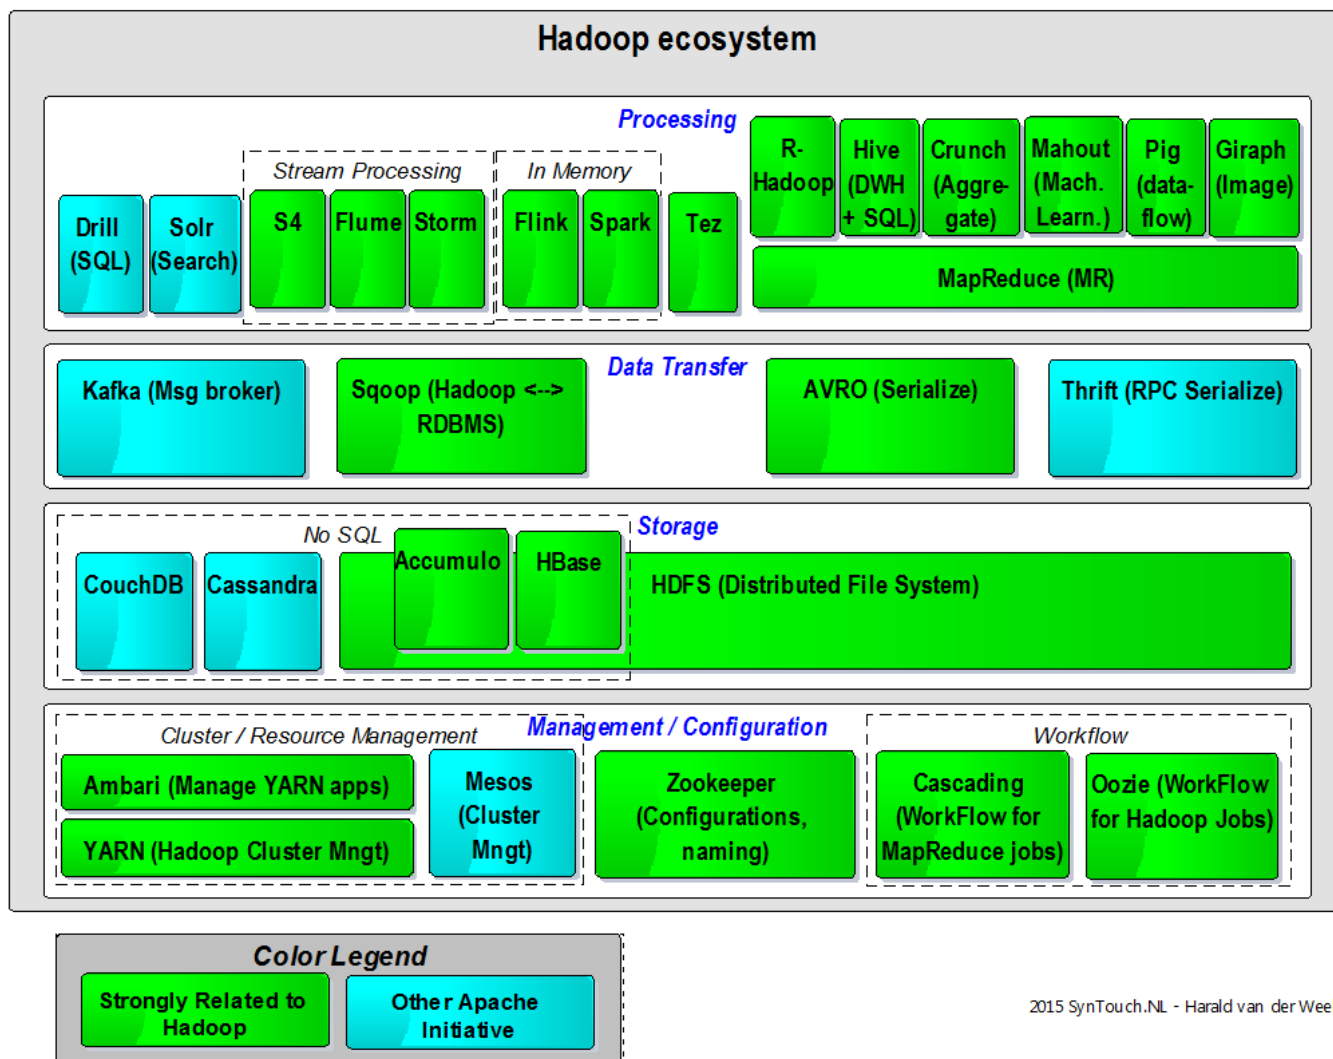 Hadoop ecosystem
Processing
Stream Processing
In Memory
Drill
(SQL)
Solr
(Search)
S4
Flume
Storm
Flink
Spark
Tez
R-
Hadoop
Hive
(DWH
+ SQL)
Crunch
(Aggre-
gate)
Mahout
(Mach.
Learn.)
Pig
(data-
flow)
Giraph
(Image)
MapReduce (MR)
Data Transfer
Kafka (Msg broker)
Sqoop (Hadoop <-->
RDBMS)
AVRO (Serialize)
Thrift (RPC Serialize)
Storage
No SQL
CouchDB
Cassandra
Accumulo
HBase
HDFS (Distributed File System)
Management / Configuration
Cluster / Resource Management
Ambari (Manage YARN apps)
YARN (Hadoop Cluster Mngt)
Mesos
(Cluster
Mngt)
Zookeeper
(Configurations,
naming)
Workflow
Cascading
(WorkFlow for
MapReduce jobs)
Oozie (WorkFlow
for Hadoop Jobs)
Color Legend
Strongly Related to
Hadoop
Other Apache
Initiative
2015 SynTouch.NL - Harald van der Wee